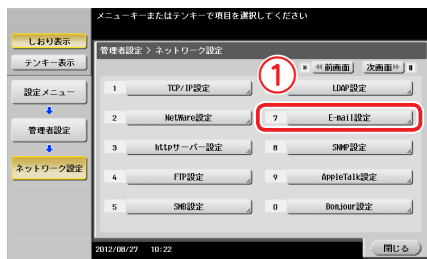 メニューキーまたはテンキーで項目を選択してください
しおり表示
テンキー表示
設定メニュー
管理者設定
ネットワーク設定
管理者設定 > ネットワーク設定
* 前画面 次画面 #
①
1 TCP/IP設定
LDAP設定
2 NetWare設定
7 E-mail設定
3 httpサーバー設定
8 SNMP設定
4 FTP設定
9 AppleTalk設定
5 SMB設定
0 Bonjour設定
2012/08/27 10:22
閉じる